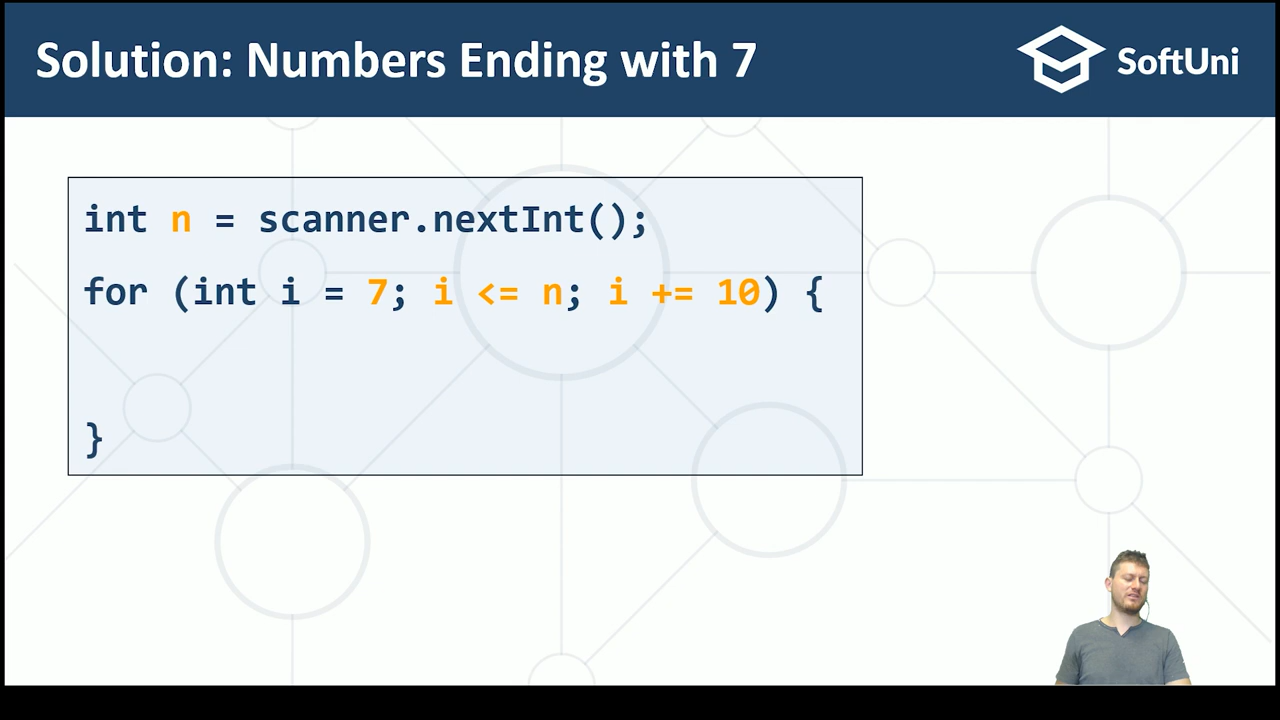 Solution: Numbers Ending with 7
SoftUni
int n = scanner.nextInt();
for (int i = 7; i <= n; i += 10) {
}